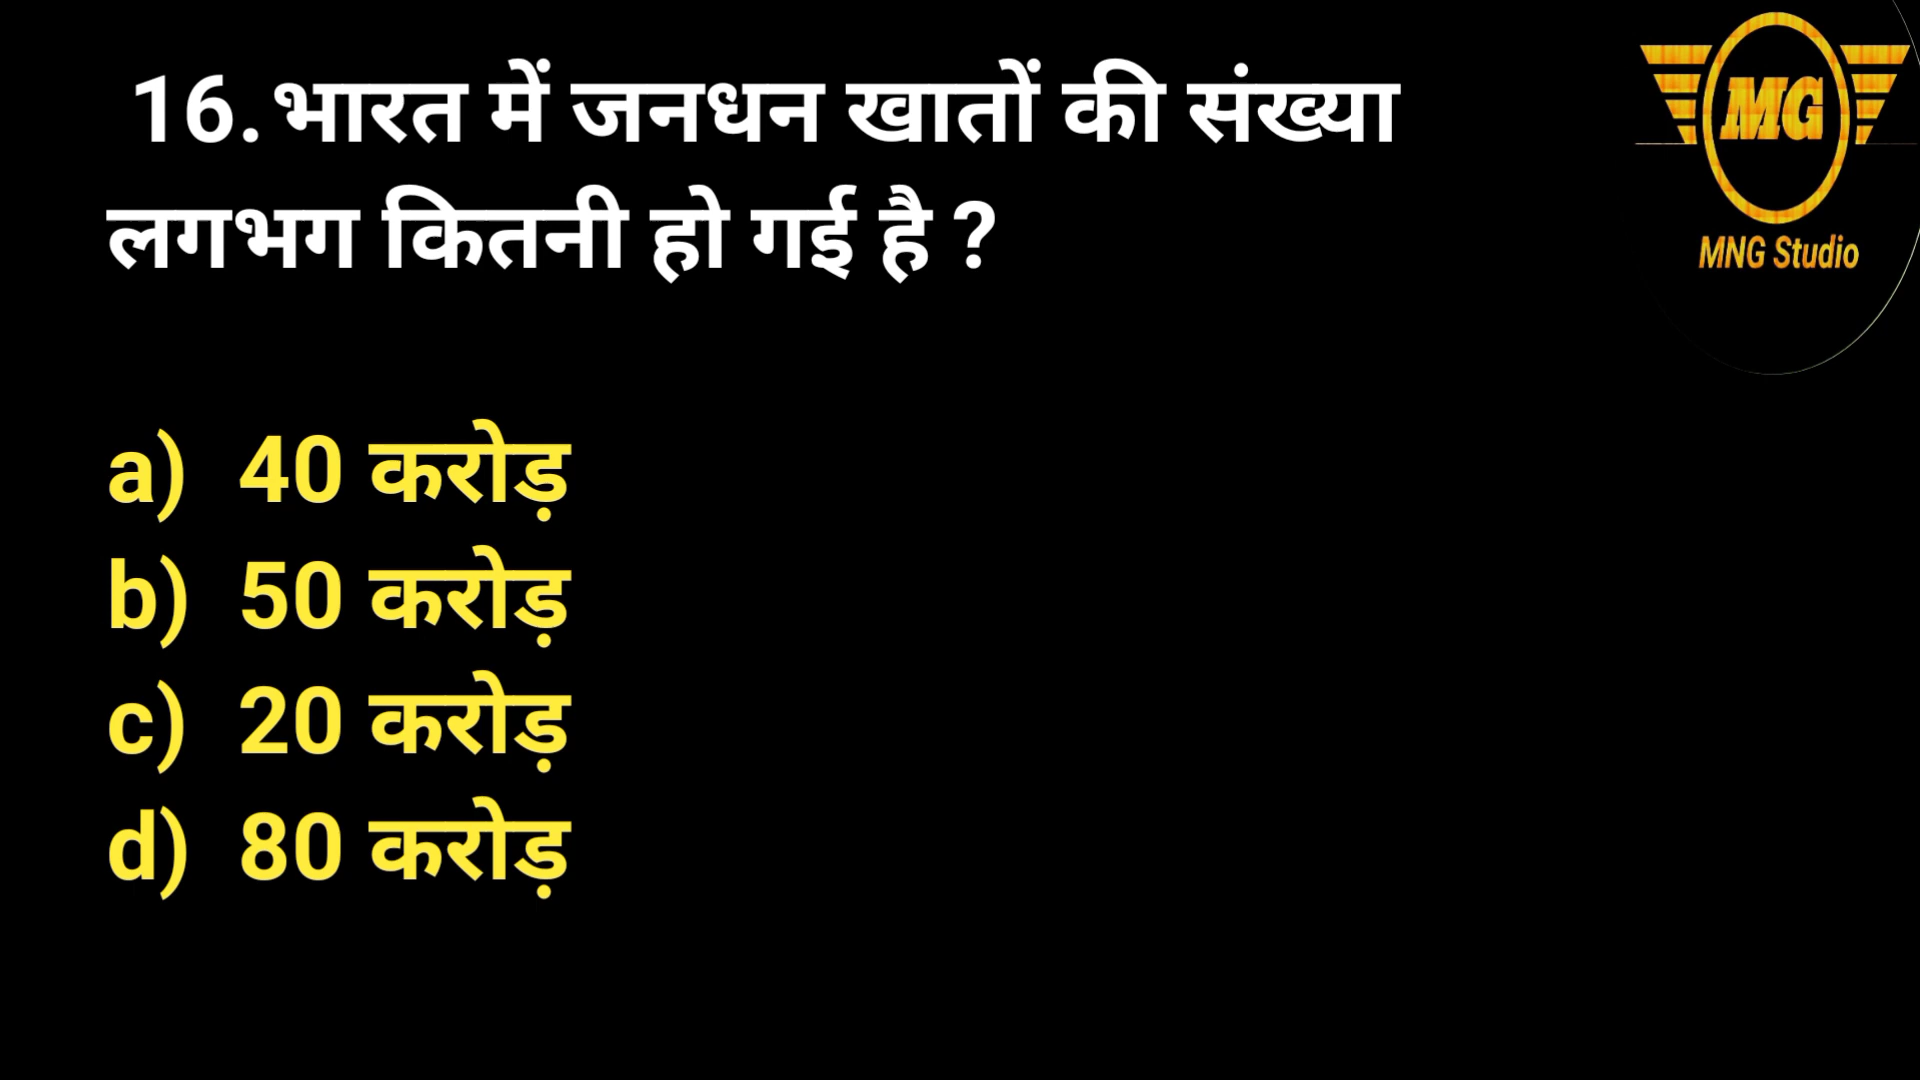 16. भारत में जनधन खातों की संख्या
लगभग कितनी हो गई है ?
MG
MNG Studio
a) 40 करोड़
b) 50 करोड़
c) 20 करोड़
d) 80 करोड़